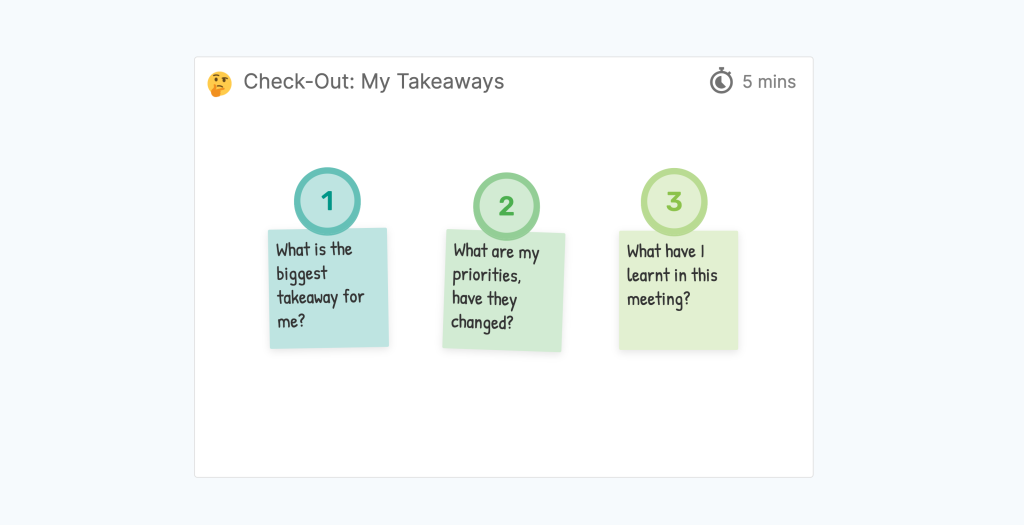 Check-Out: My Takeaways
5 mins
1
What is the
biggest
takeaway for
me?
2
What are my
priorities,
have they
changed?
3
What have I
learnt in this
meeting?